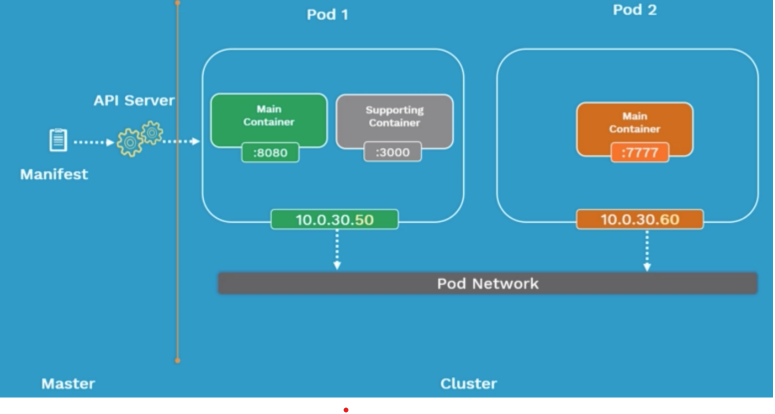 Pod 1
Pod 2
API Server
Manifest
Main
Container
:8080
Supporting
Container
:3000
Main
Container
:7777
10.0.30.50
10.0.30.60
Pod Network
Master
Cluster